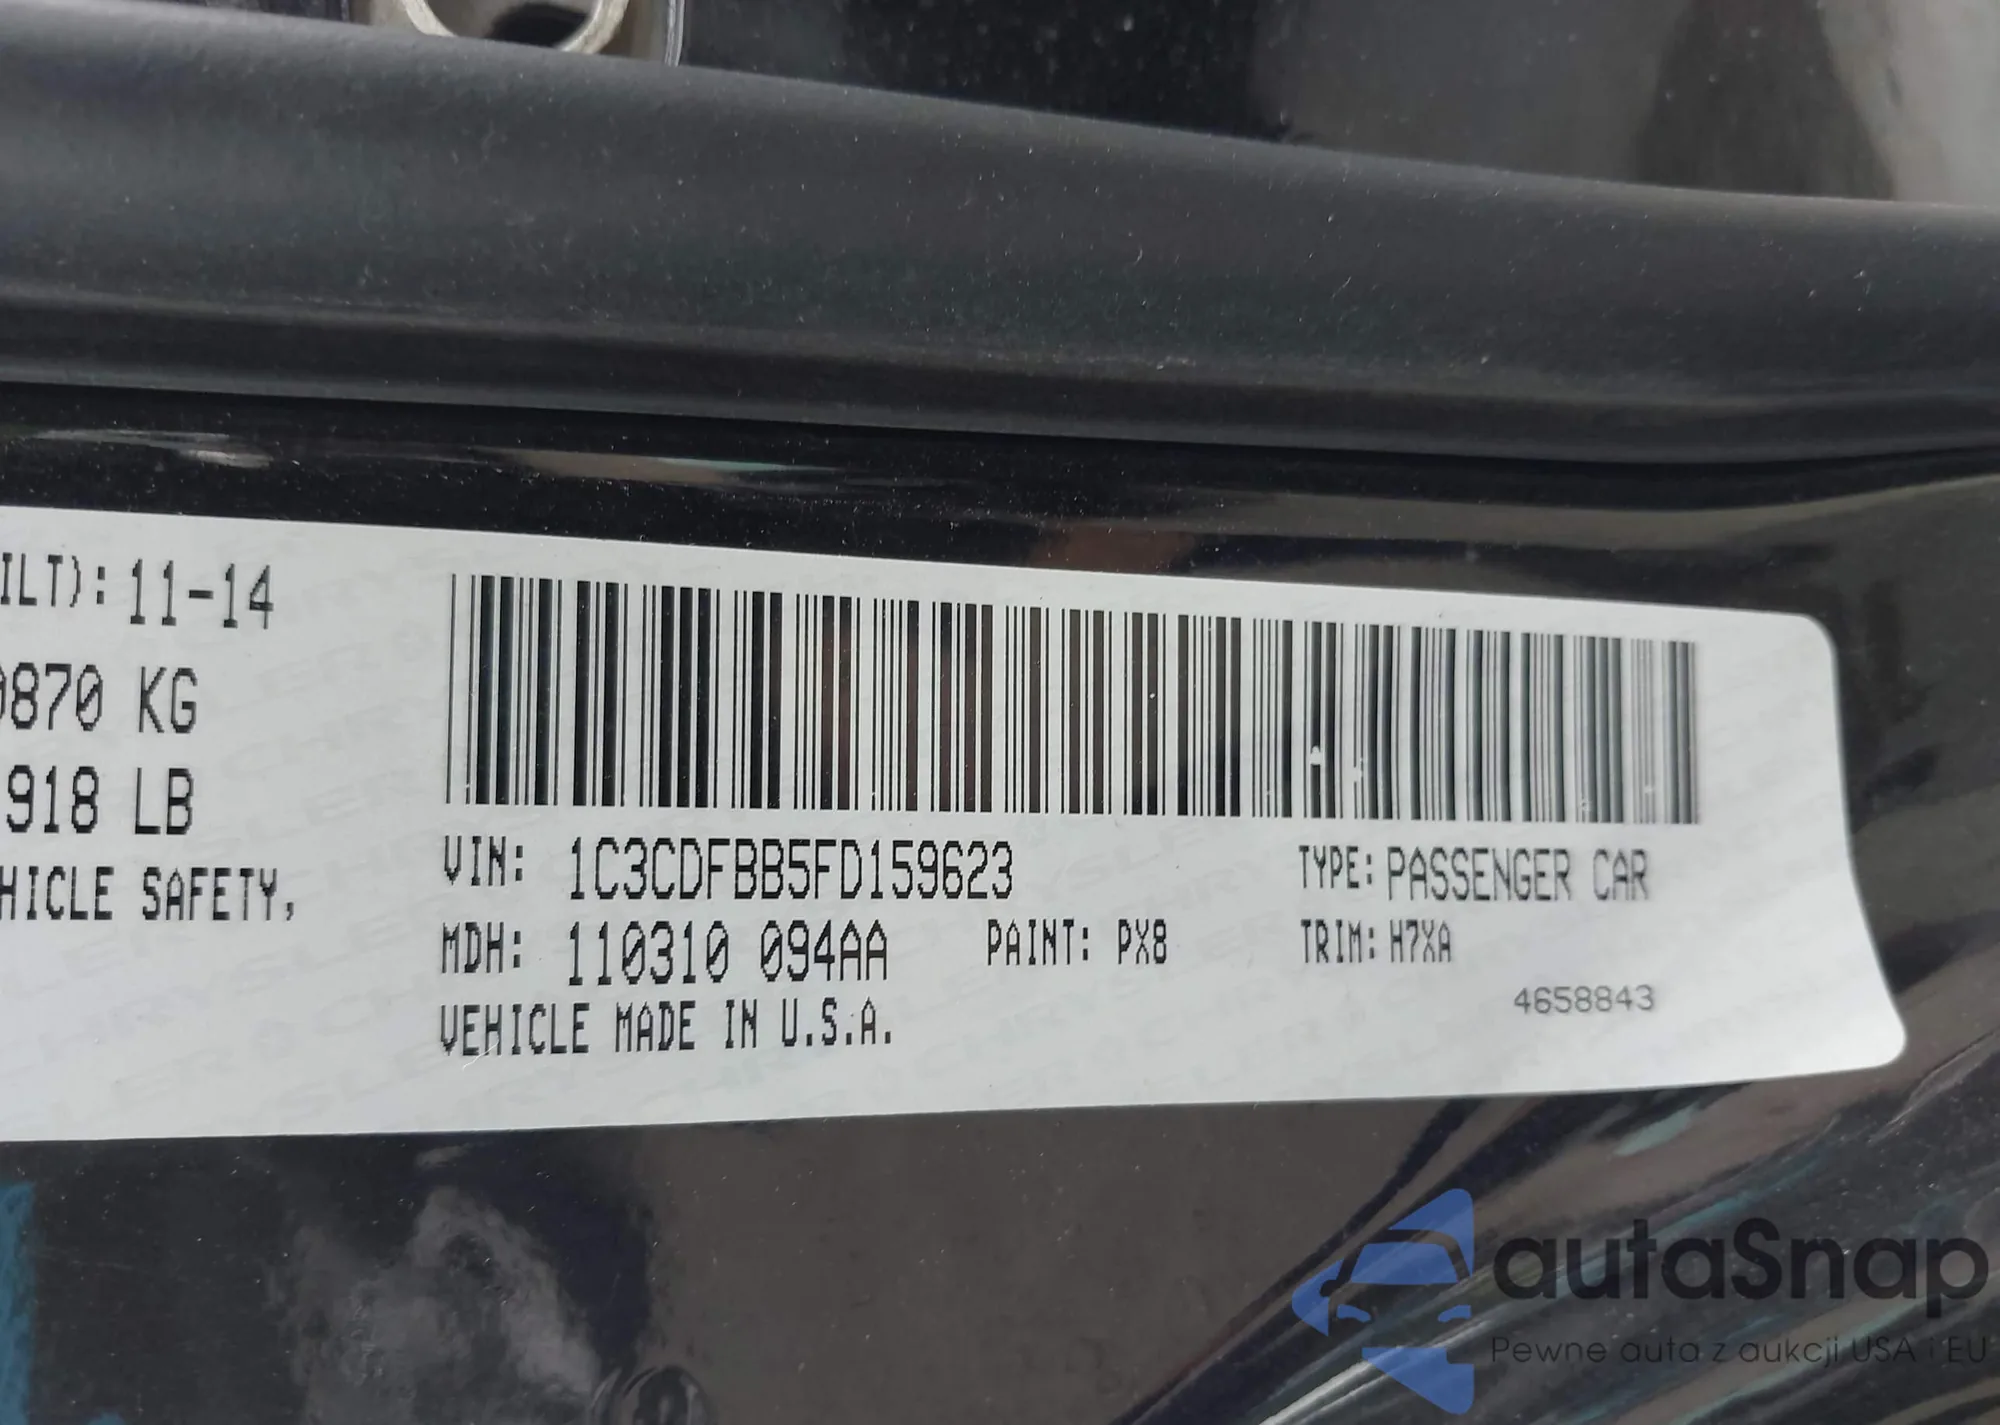 ILT): 11-14
0870 KG
918 LB
HICLE SAFETY,
VIN: 1C3CDFBB5FD159623
TYPE: PASSENGER CAR
MDH: 110310 094AA
PAINT: PX8
TRIM: H7XA
VEHICLE MADE IN U.S.A.
4658843
autaSnap
Pewne auta z aukcji USA i EU